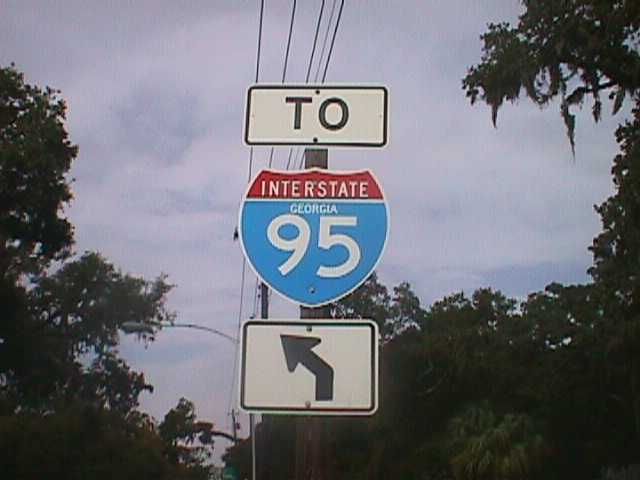 TO
INTERSTATE
GEORGIA
95